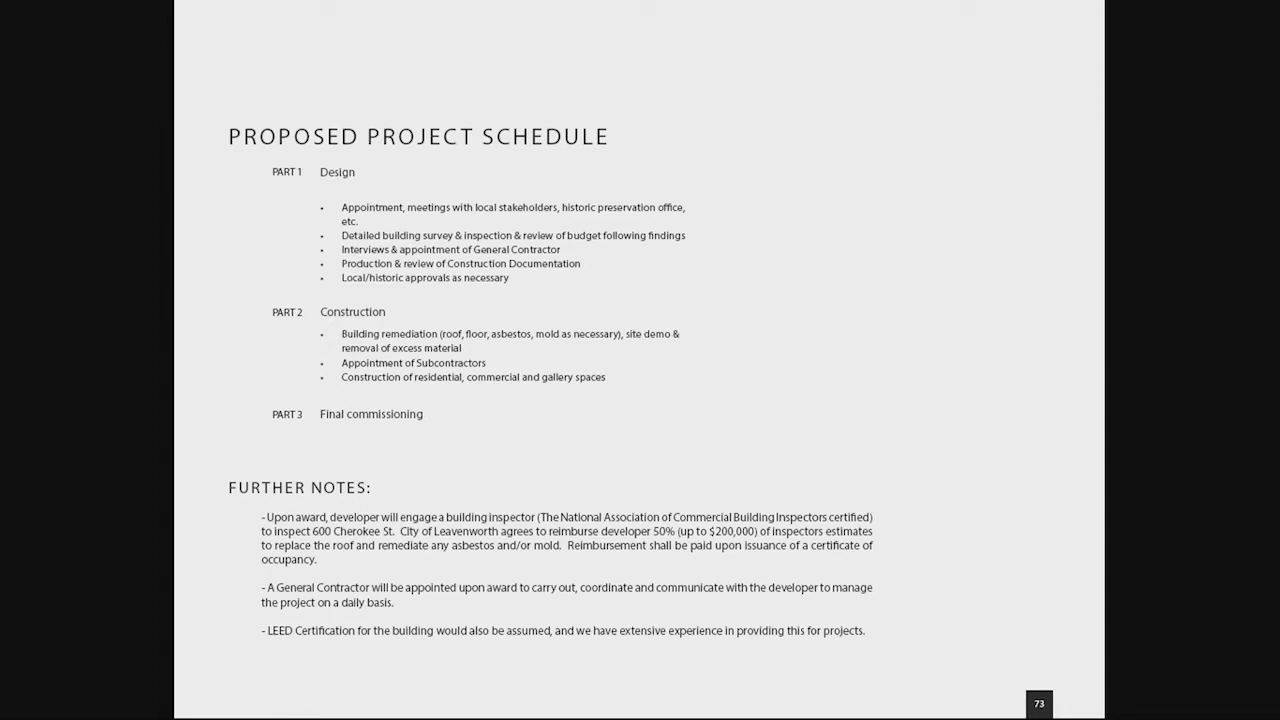 PROPOSED PROJECT SCHEDULE
PART 1 Design
• Appointment, meetings with local stakeholders, historic preservation office,
etc.
• Detailed building survey & inspection & review of budget following findings
• Interviews & appointment of General Contractor
• Production & review of Construction Documentation
• Local/historic approvals as necessary
PART 2 Construction
• Building remediation (roof, floor, asbestos, mold as necessary), site demo &
removal of excess material
• Appointment of Subcontractors
• Construction of residential, commercial and gallery spaces
PART 3 Final commissioning
FURTHER NOTES:
- Upon award, developer will engage a building inspector (The National Association of Commercial Building Inspectors certified)
to inspect 600 Cherokee St. City of Leavenworth agrees to reimburse developer 50% (up to $200,000) of inspectors estimates
to replace the roof and remediate any asbestos and/or mold. Reimbursement shall be paid upon issuance of a certificate of
occupancy.
- A General Contractor will be appointed upon award to carry out, coordinate and communicate with the developer to manage
the project on a daily basis.
- LEED Certification for the building would also be assumed, and we have extensive experience in providing this for projects.
73